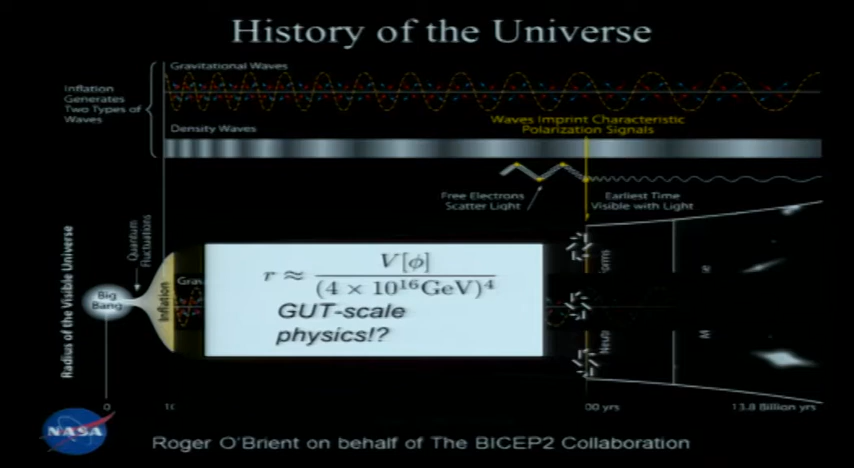 History of the Universe
Gravitational Waves
Inflation
Generates
Two Types of
Waves
Waves Imprint Characteristic
Polarization Signals
Density Waves
Free Electrons
Scatter Light
Earliest Time
Visible with Light
Radius of the Visible Universe
Quantum
Fluctuations
Big
Bang
Inflation
r ≈ V[ϕ] / (4 × 10^16 GeV)^4
GUT-scale
physics!?
0
00 yrs
13.8 Billion yrs
NASA
Roger O'Brient on behalf of The BICEP2 Collaboration